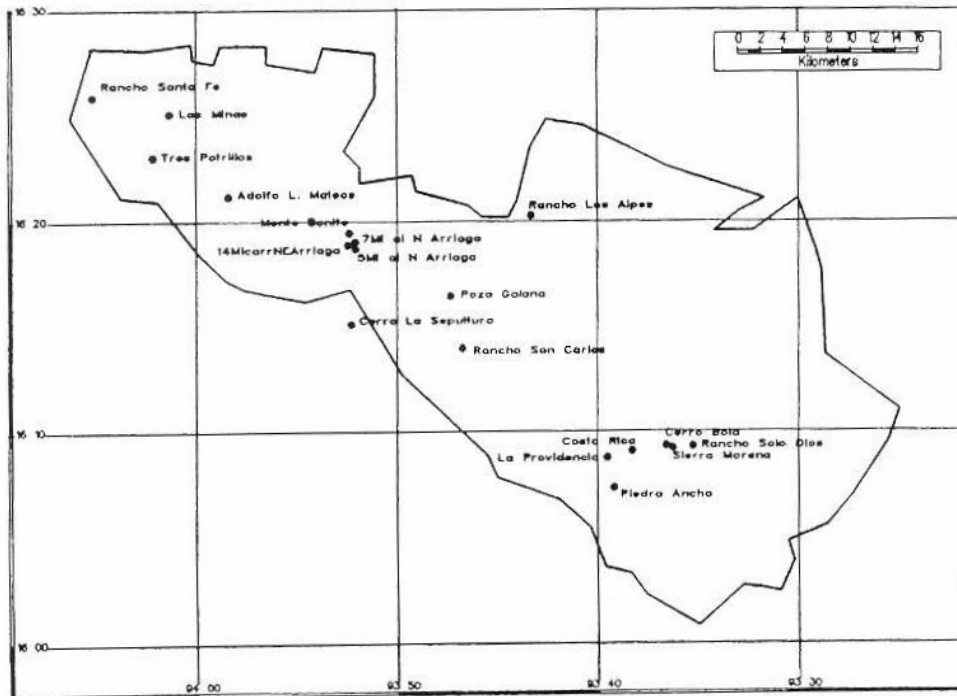 16 30
0 2 4 6 8 10 12 14 16
Kilometers
Rancho Santa Fe
Las Minas
Tres Potrillos
Adolfo L. Mateos
Rancho Los Alpes
16 20
Monte Bonito
7Mi al N Arriaga
14MicarrNEArriaga
5Mi al N Arriaga
Poza Galana
Cerro La Sepultura
Rancho San Carlos
16 10
Cerro Bola
Costa Rica
Rancho Solo Dios
La Providencia
Sierra Morena
Piedra Ancha
16 00
94 00
93 50
93 40
93 30